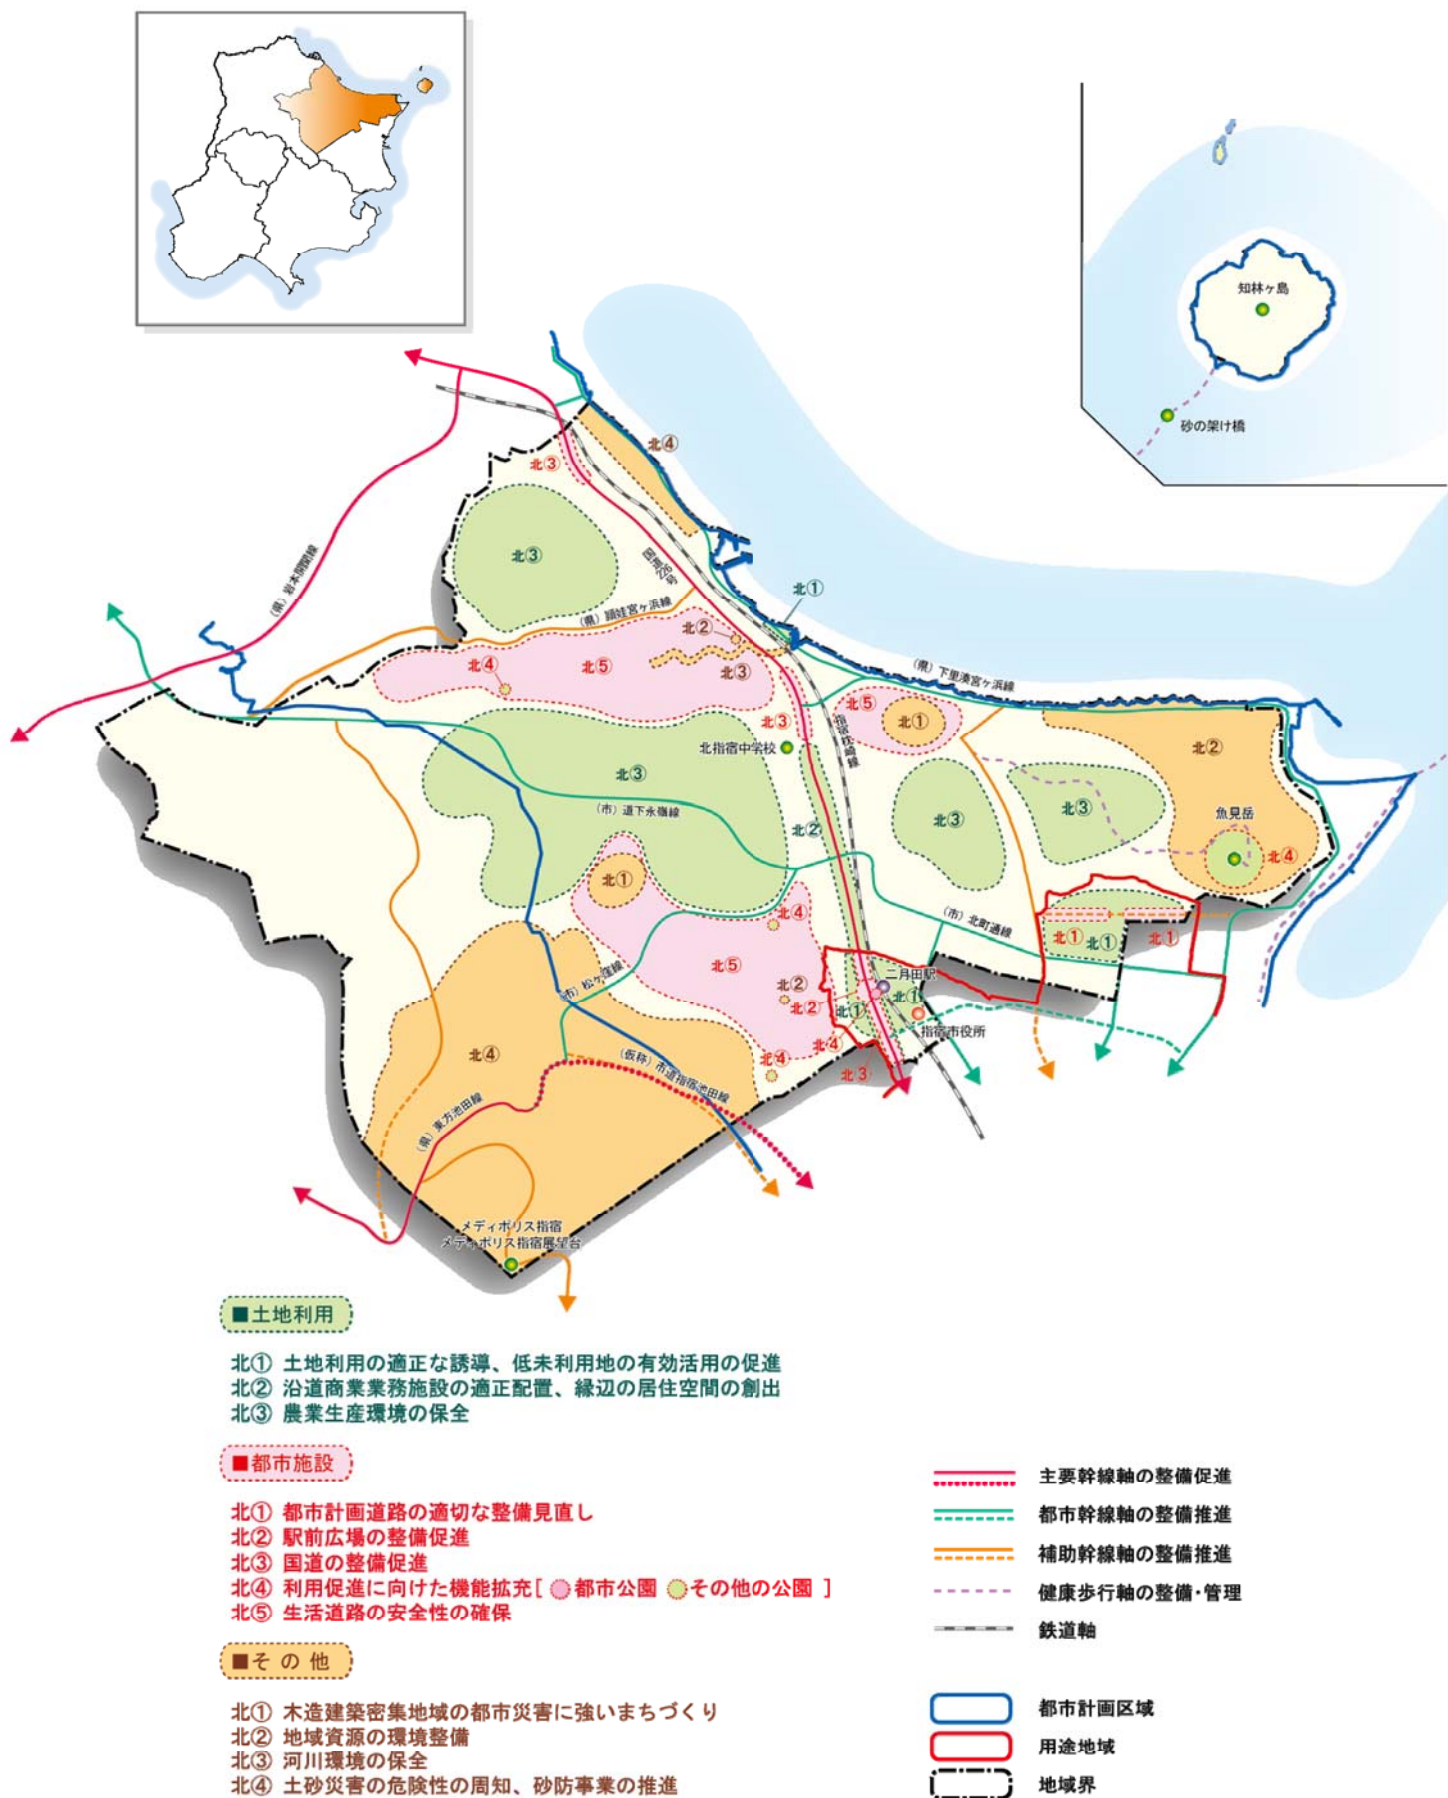 知林ヶ島
砂の架け橋
北④
北③
(県) 岩本開聞線
北③
国道226号
北①
(県) 頴娃宮ヶ浜線
北②
北④
北⑤
北③
(県) 下里湊宮ヶ浜線
北⑤
北①
北③
指宿枕崎線
北指宿中学校
北②
北③
(市) 道下永嶺線
北③
北③
魚見岳
北②
北④
北①
北④
(市) 北町通線
北①
北①
北①
北⑤
(市) 松ヶ窪線
北②
北②
二月田駅
北①
北①
指宿市役所
北④
北④
北③
北④
(仮称) 市道指宿池田線
(県) 東方池田線
メディポリス指宿
メディポリス指宿展望台
■土地利用
北① 土地利用の適正な誘導、低未利用地の有効活用の促進
北② 沿道商業業務施設の適正配置、縁辺の居住空間の創出
北③ 農業生産環境の保全
■都市施設
北① 都市計画道路の適切な整備見直し
北② 駅前広場の整備促進
北③ 国道の整備促進
北④ 利用促進に向けた機能拡充[ 都市公園 その他の公園 ]
北⑤ 生活道路の安全性の確保
■その他
北① 木造建築密集地域の都市災害に強いまちづくり
北② 地域資源の環境整備
北③ 河川環境の保全
北④ 土砂災害の危険性の周知、砂防事業の推進
主要幹線軸の整備促進
都市幹線軸の整備推進
補助幹線軸の整備推進
健康歩行軸の整備・管理
鉄道軸
都市計画区域
用途地域
地域界